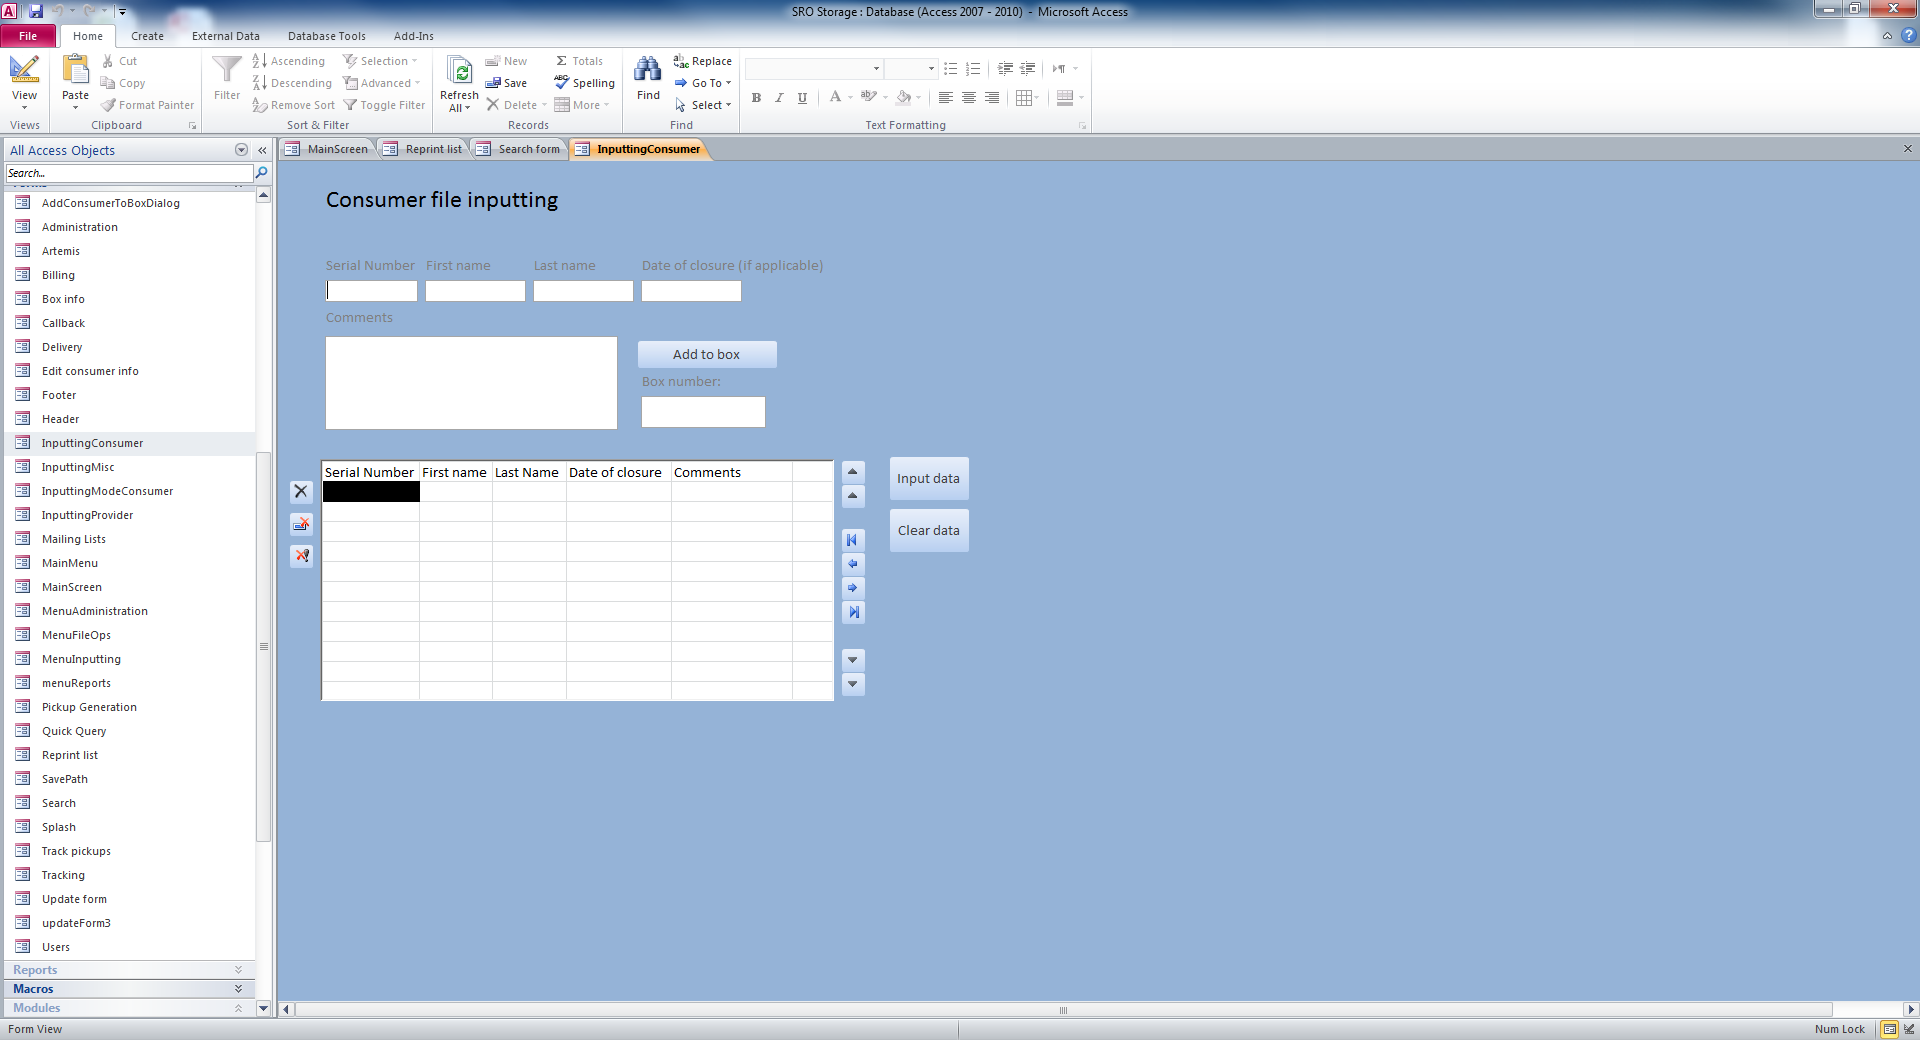 SRO Storage : Database (Access 2007 - 2010)  -  Microsoft Access
File Home Create External Data Database Tools Add-Ins
View Paste Cut Copy Format Painter
Filter Ascending Descending Remove Sort Selection Advanced Toggle Filter
Refresh All New Save Delete Totals Spelling More
Find Replace Go To Select
B I U A ab
Views Clipboard Sort & Filter Records Find Text Formatting
All Access Objects
Search...
MainScreen Reprint list Search form InputtingConsumer
AddConsumerToBoxDialog
Administration
Artemis
Billing
Box info
Callback
Delivery
Edit consumer info
Footer
Header
InputtingConsumer
InputtingMisc
InputtingModeConsumer
InputtingProvider
Mailing Lists
MainMenu
MainScreen
MenuAdministration
MenuFileOps
MenuInputting
menuReports
Pickup Generation
Quick Query
Reprint list
SavePath
Search
Splash
Track pickups
Tracking
Update form
updateForm3
Users
Reports
Macros
Modules
Consumer file inputting
Serial Number First name Last name Date of closure (if applicable)
Comments
Add to box
Box number:
Serial Number First name Last Name Date of closure Comments
Input data
Clear data
Form View Num Lock